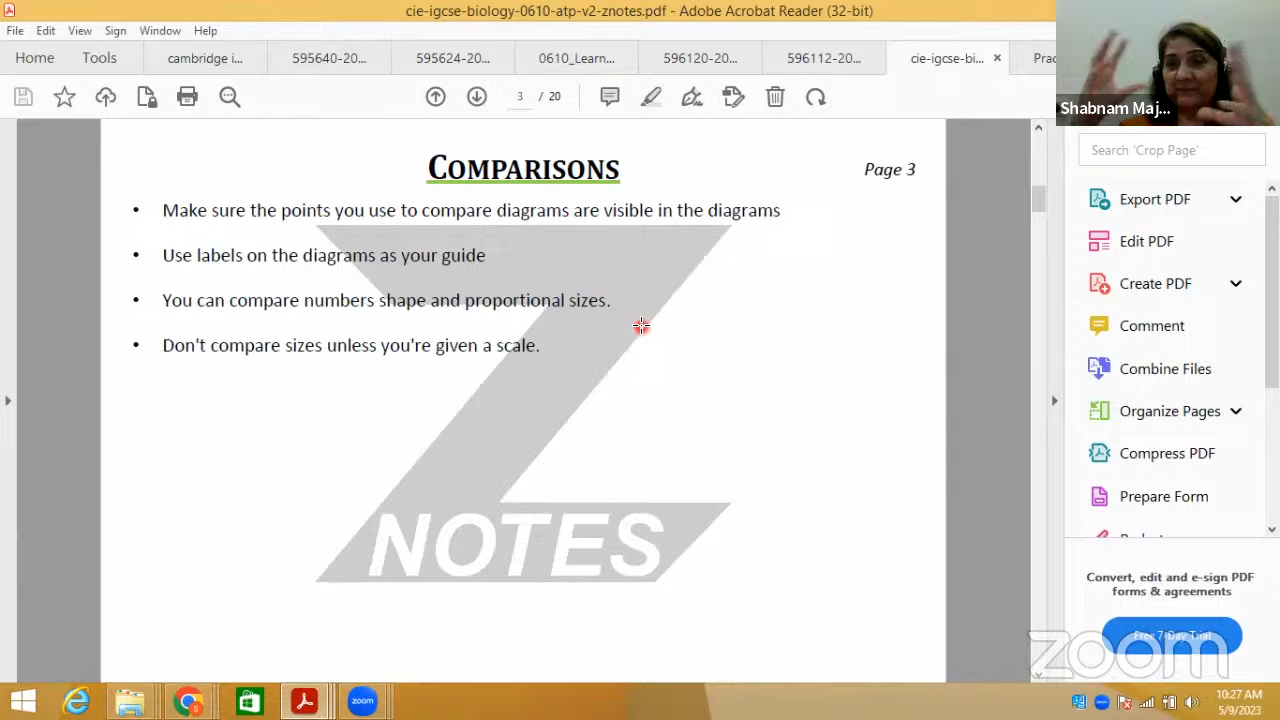 cie-igcse-biology-0610-atp-v2-znotes.pdf - Adobe Acrobat Reader (32-bit)
File Edit View Sign Window Help
Home Tools cambridge i... 595640-20... 595624-20... 0610_Learn... 596120-20... 596112-20... cie-igcse-bi... × Prac
3 / 20
Shabnam Maj...
COMPARISONS
Page 3
• Make sure the points you use to compare diagrams are visible in the diagrams
• Use labels on the diagrams as your guide
• You can compare numbers shape and proportional sizes.
• Don't compare sizes unless you're given a scale.
NOTES
Search 'Crop Page'
Export PDF
Edit PDF
Create PDF
Comment
Combine Files
Organize Pages
Compress PDF
Prepare Form
Convert, edit and e-sign PDF
forms & agreements
Free 7-Day Trial
zoom
zoom
10:27 AM
5/9/2023